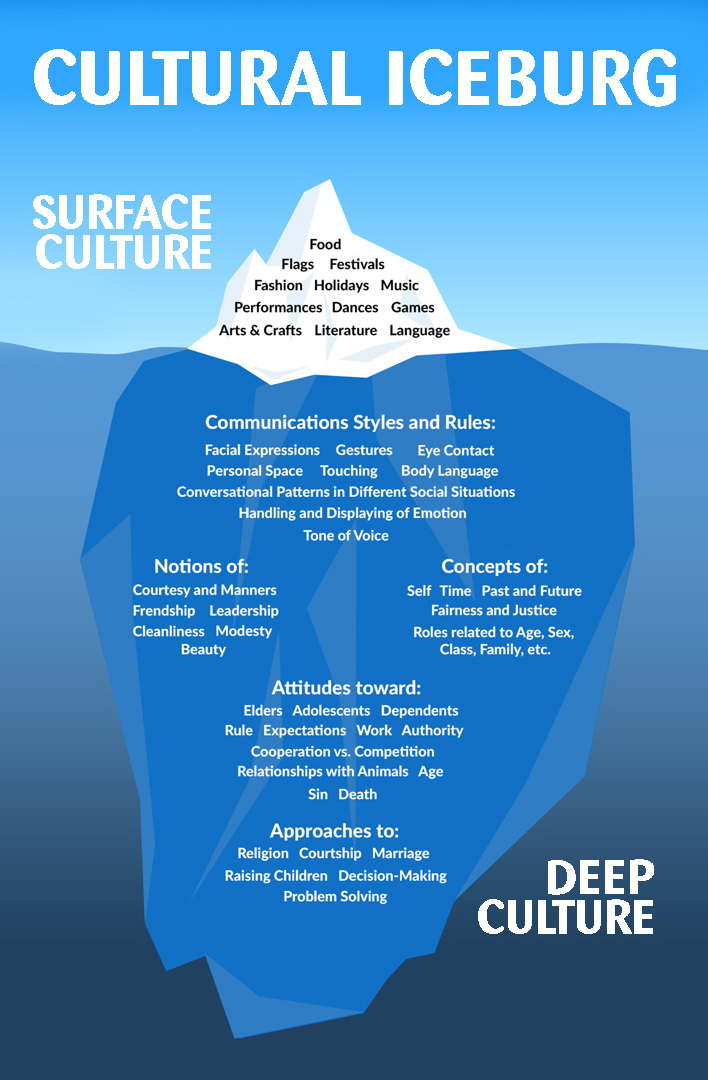 CULTURAL ICEBURG
SURFACE
CULTURE
Food
Flags Festivals
Fashion Holidays Music
Performances Dances Games
Arts & Crafts Literature Language
Communications Styles and Rules:
Facial Expressions Gestures Eye Contact
Personal Space Touching Body Language
Conversational Patterns in Different Social Situations
Handling and Displaying of Emotion
Tone of Voice
Notions of:
Courtesy and Manners
Frendship Leadership
Cleanliness Modesty
Beauty
Concepts of:
Self Time Past and Future
Fairness and Justice
Roles related to Age, Sex,
Class, Family, etc.
Attitudes toward:
Elders Adolescents Dependents
Rule Expectations Work Authority
Cooperation vs. Competition
Relationships with Animals Age
Sin Death
Approaches to:
Religion Courtship Marriage
Raising Children Decision-Making
Problem Solving
DEEP
CULTURE